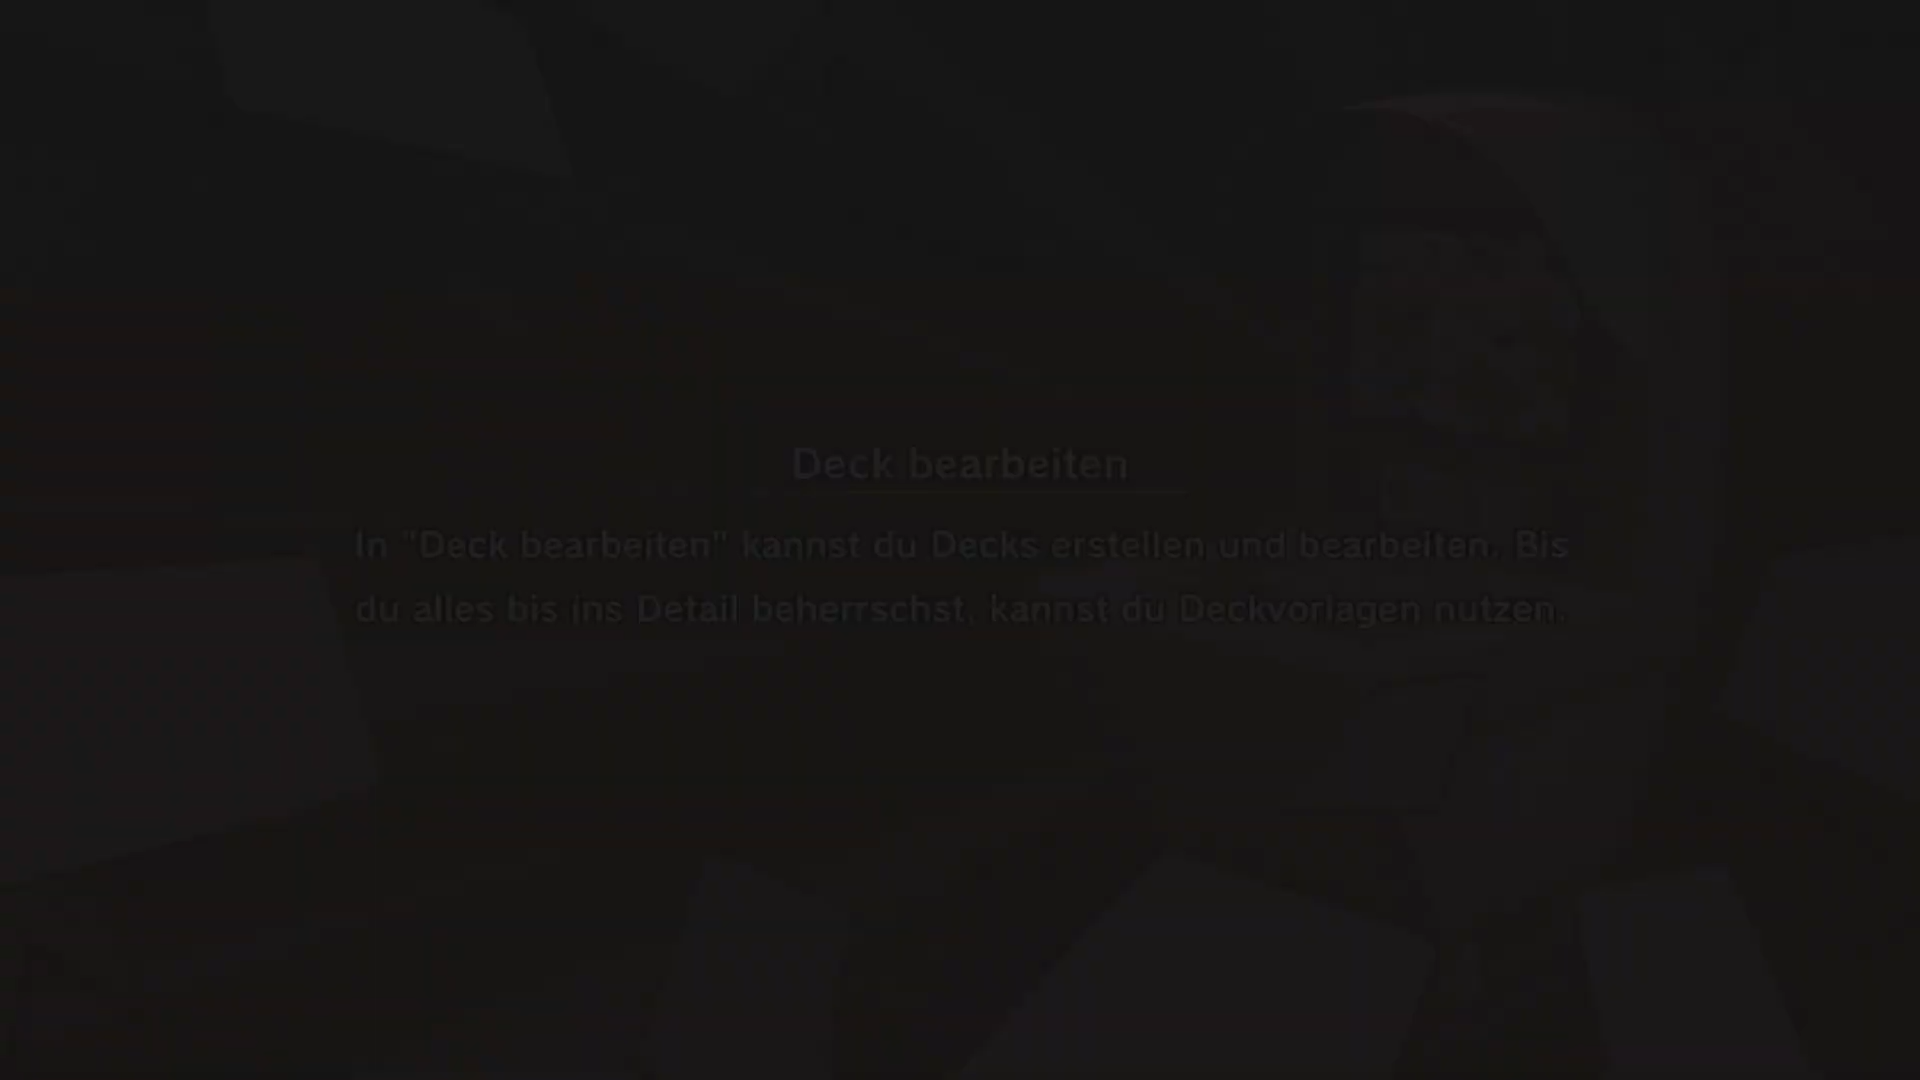 Deck bearbeiten
In "Deck bearbeiten" kannst du Decks erstellen und bearbeiten. Bis
du alles bis ins Detail beherrschst, kannst du Deckvorlagen nutzen.